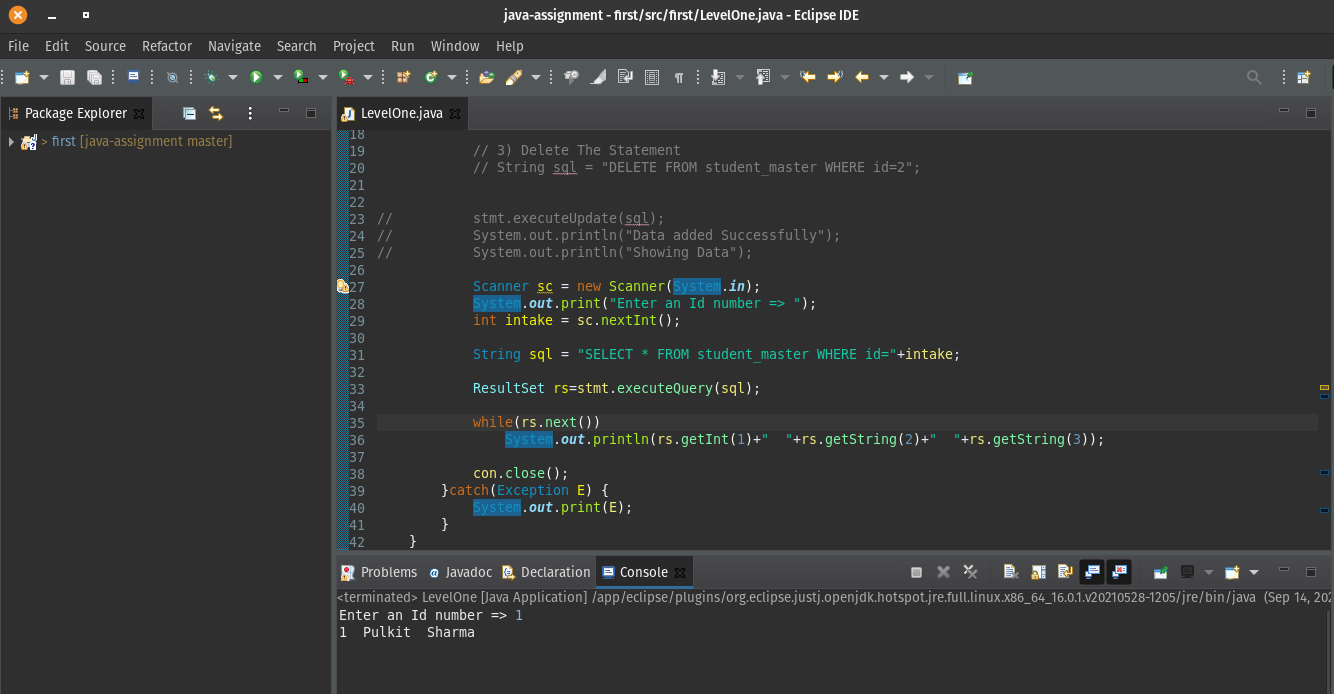 java-assignment - first/src/first/LevelOne.java - Eclipse IDE
File Edit Source Refactor Navigate Search Project Run Window Help
Package Explorer
LevelOne.java
> first [java-assignment master]
18
19 // 3) Delete The Statement
20 // String sql = "DELETE FROM student_master WHERE id=2";
21
22
23 // stmt.executeUpdate(sql);
24 // System.out.println("Data added Successfully");
25 // System.out.println("Showing Data");
26
27 Scanner sc = new Scanner(System.in);
28 System.out.print("Enter an Id number => ");
29 int intake = sc.nextInt();
30
31 String sql = "SELECT * FROM student_master WHERE id="+intake;
32
33 ResultSet rs=stmt.executeQuery(sql);
34
35 while(rs.next())
36 System.out.println(rs.getInt(1)+"  "+rs.getString(2)+"  "+rs.getString(3));
37
38 con.close();
39 }catch(Exception E) {
40 System.out.print(E);
41 }
42 }
Problems Javadoc Declaration Console
<terminated> LevelOne [Java Application] /app/eclipse/plugins/org.eclipse.justj.openjdk.hotspot.jre.full.linux.x86_64_16.0.1.v20210528-1205/jre/bin/java (Sep 14, 202
Enter an Id number => 1
1  Pulkit  Sharma